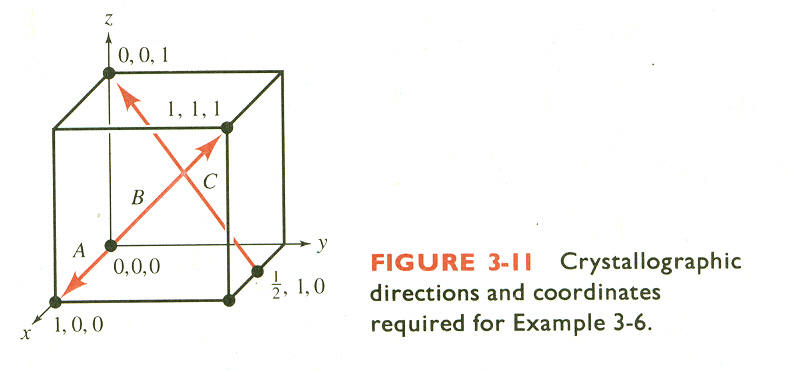 z
0, 0, 1
1, 1, 1
C
B
A
y
0,0,0
1/2, 1,0
x
1, 0, 0
FIGURE 3-11 Crystallographic
directions and coordinates
required for Example 3-6.